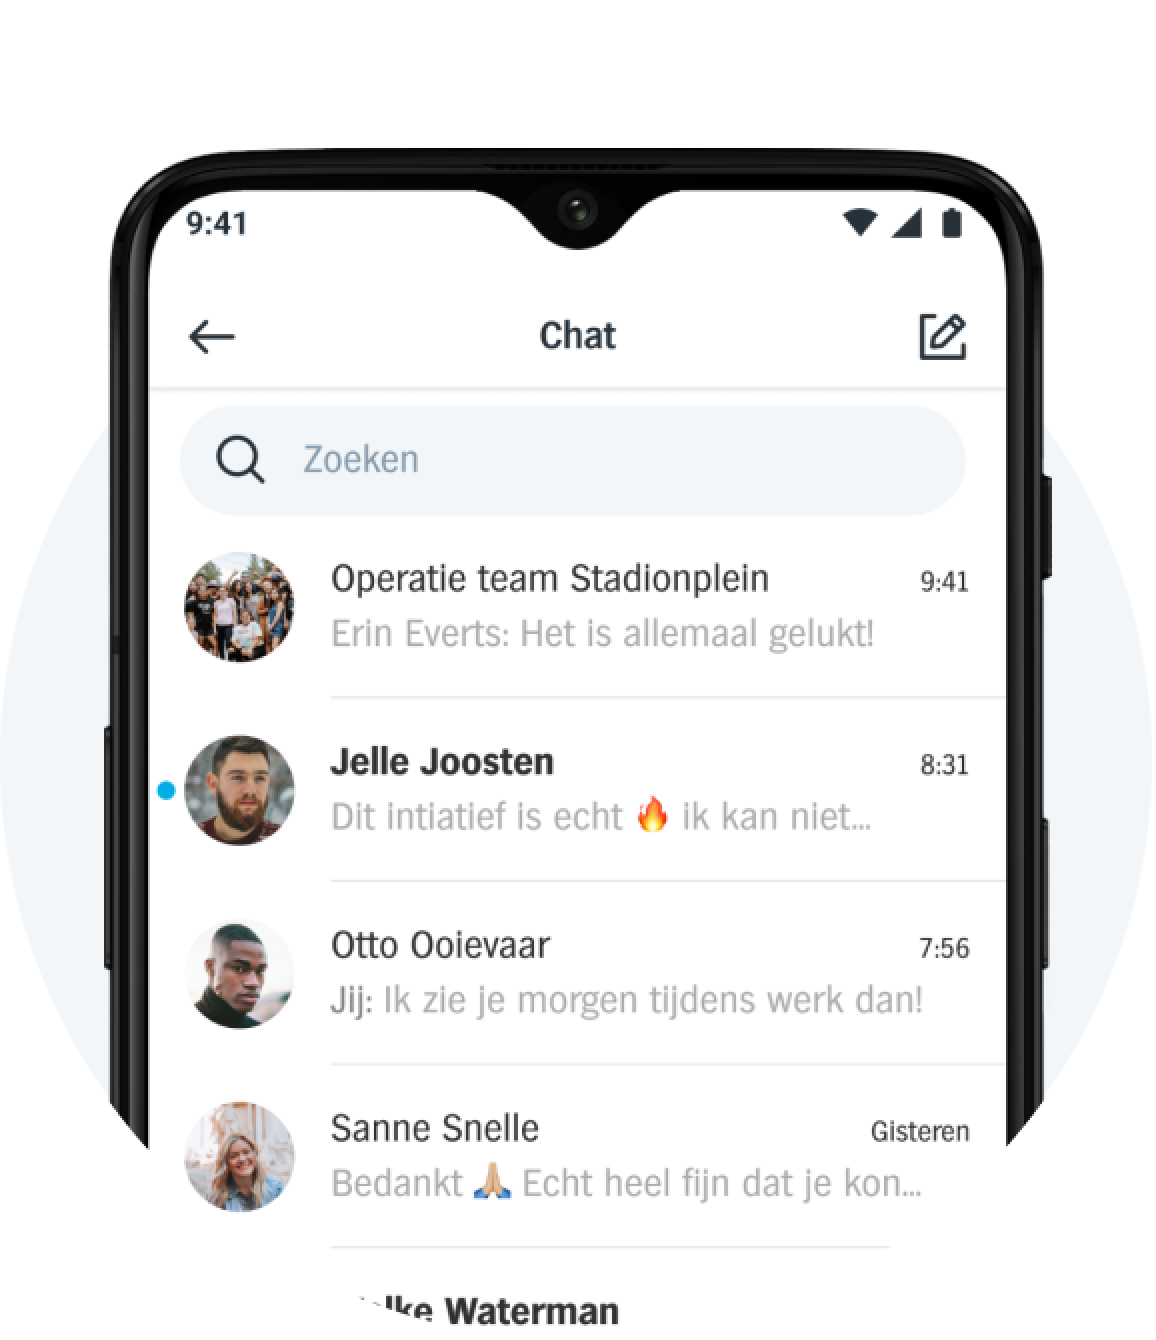 9:41
Chat
Zoeken
Operatie team Stadionplein 9:41
Erin Everts: Het is allemaal gelukt!
Jelle Joosten 8:31
Dit intiatief is echt 🔥 ik kan niet...
Otto Ooievaar 7:56
Jij: Ik zie je morgen tijdens werk dan!
Sanne Snelle Gisteren
Bedankt 🙏 Echt heel fijn dat je kon...
Waterman